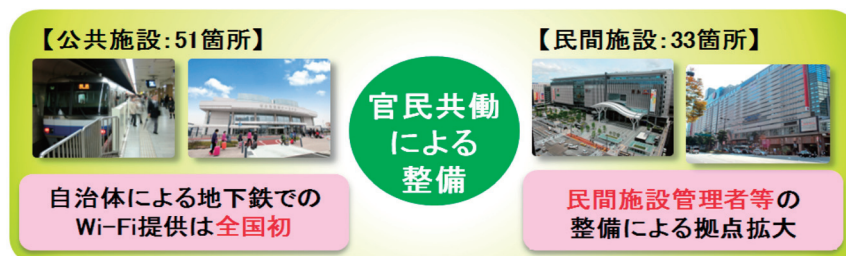 【公共施設:51箇所】
【民間施設:33箇所】
官民共働
による
整備
自治体による地下鉄での
Wi-Fi提供は全国初
民間施設管理者等の
整備による拠点拡大